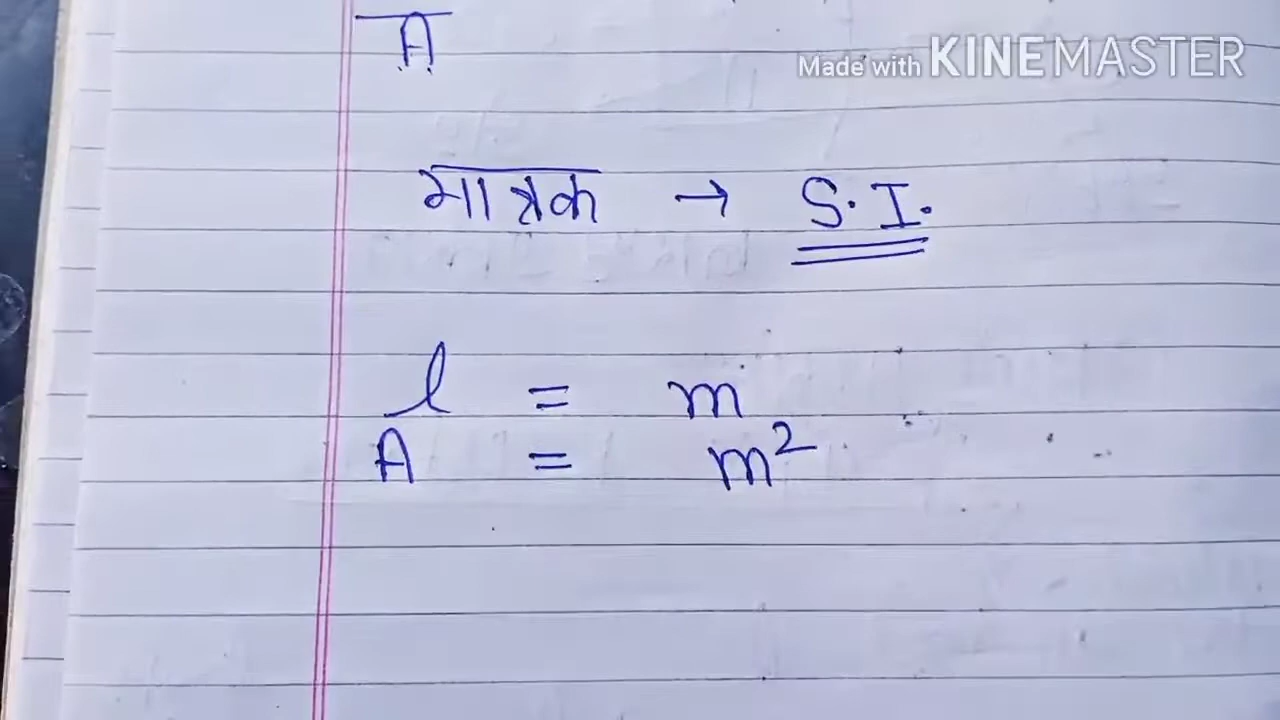 A
Made with KINEMASTER
मात्रक → S.I.
l = m
A = m²